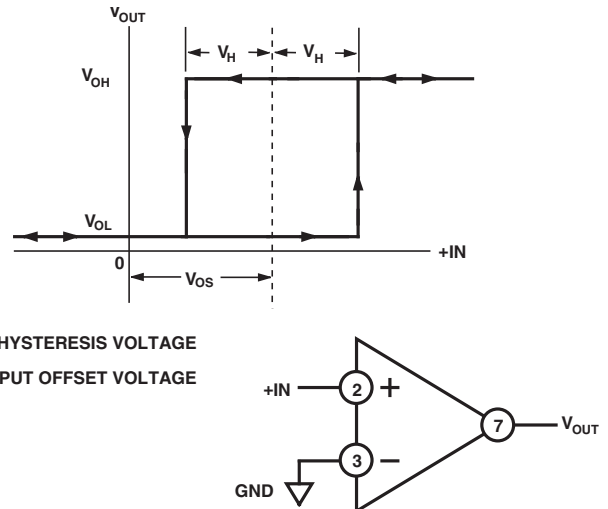 VOUT
VH VH
VOH
VOL
0
+IN
VOS
HYSTERESIS VOLTAGE
PUT OFFSET VOLTAGE
+IN 2 +
7 VOUT
3 −
GND